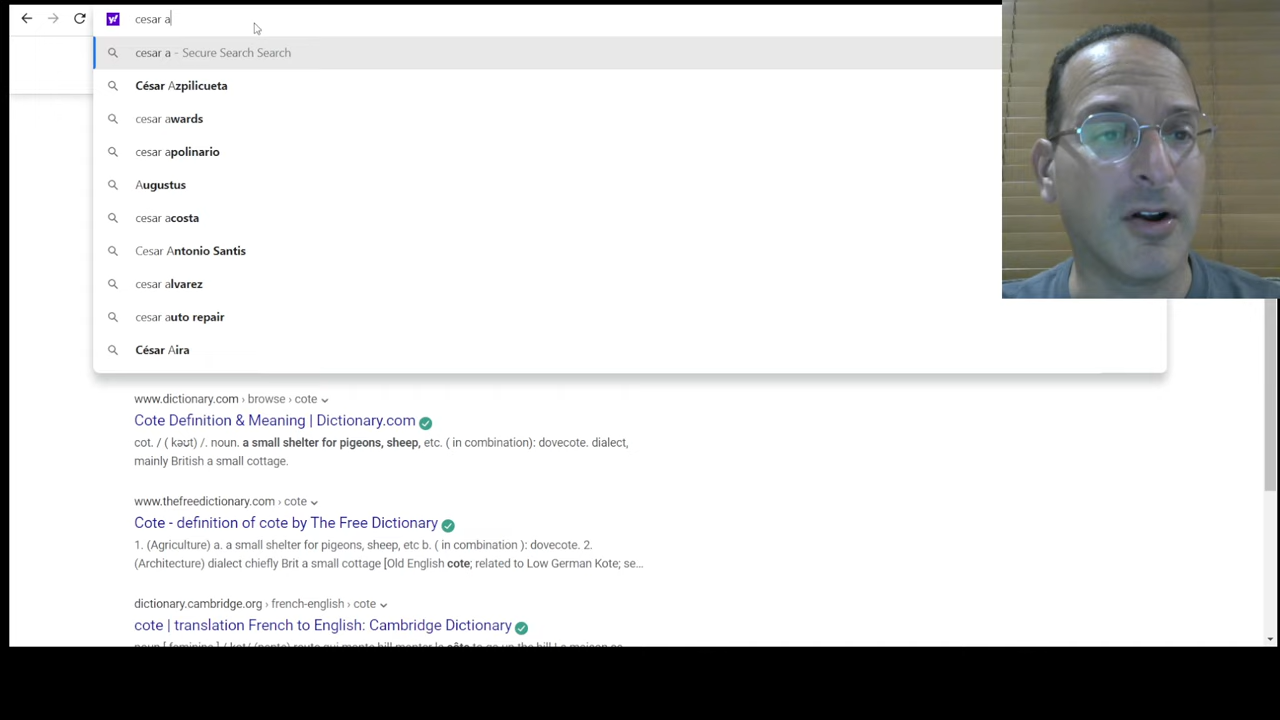 cesar a
cesar a - Secure Search Search
César Azpilicueta
cesar awards
cesar apolinario
Augustus
cesar acosta
Cesar Antonio Santis
cesar alvarez
cesar auto repair
César Aira
www.dictionary.com › browse › cote
Cote Definition & Meaning | Dictionary.com
cot. / ( kəʊt) /. noun. a small shelter for pigeons, sheep, etc. ( in combination): dovecote. dialect,
mainly British a small cottage.
www.thefreedictionary.com › cote
Cote - definition of cote by The Free Dictionary
1. (Agriculture) a. a small shelter for pigeons, sheep, etc b. ( in combination ): dovecote. 2.
(Architecture) dialect chiefly Brit a small cottage [Old English cote; related to Low German Kote; se...
dictionary.cambridge.org › french-english › cote
cote | translation French to English: Cambridge Dictionary